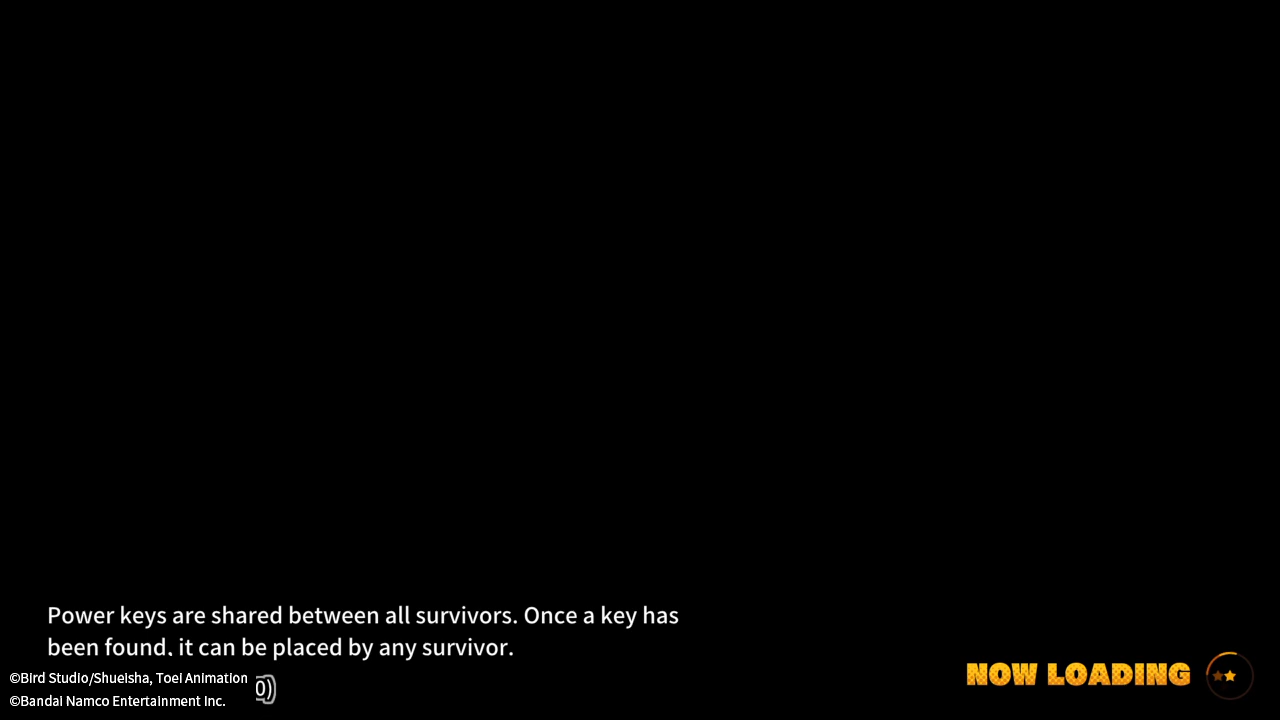 Power keys are shared between all survivors. Once a key has
been found, it can be placed by any survivor.
©Bird Studio/Shueisha, Toei Animation
©Bandai Namco Entertainment Inc.
NOW LOADING